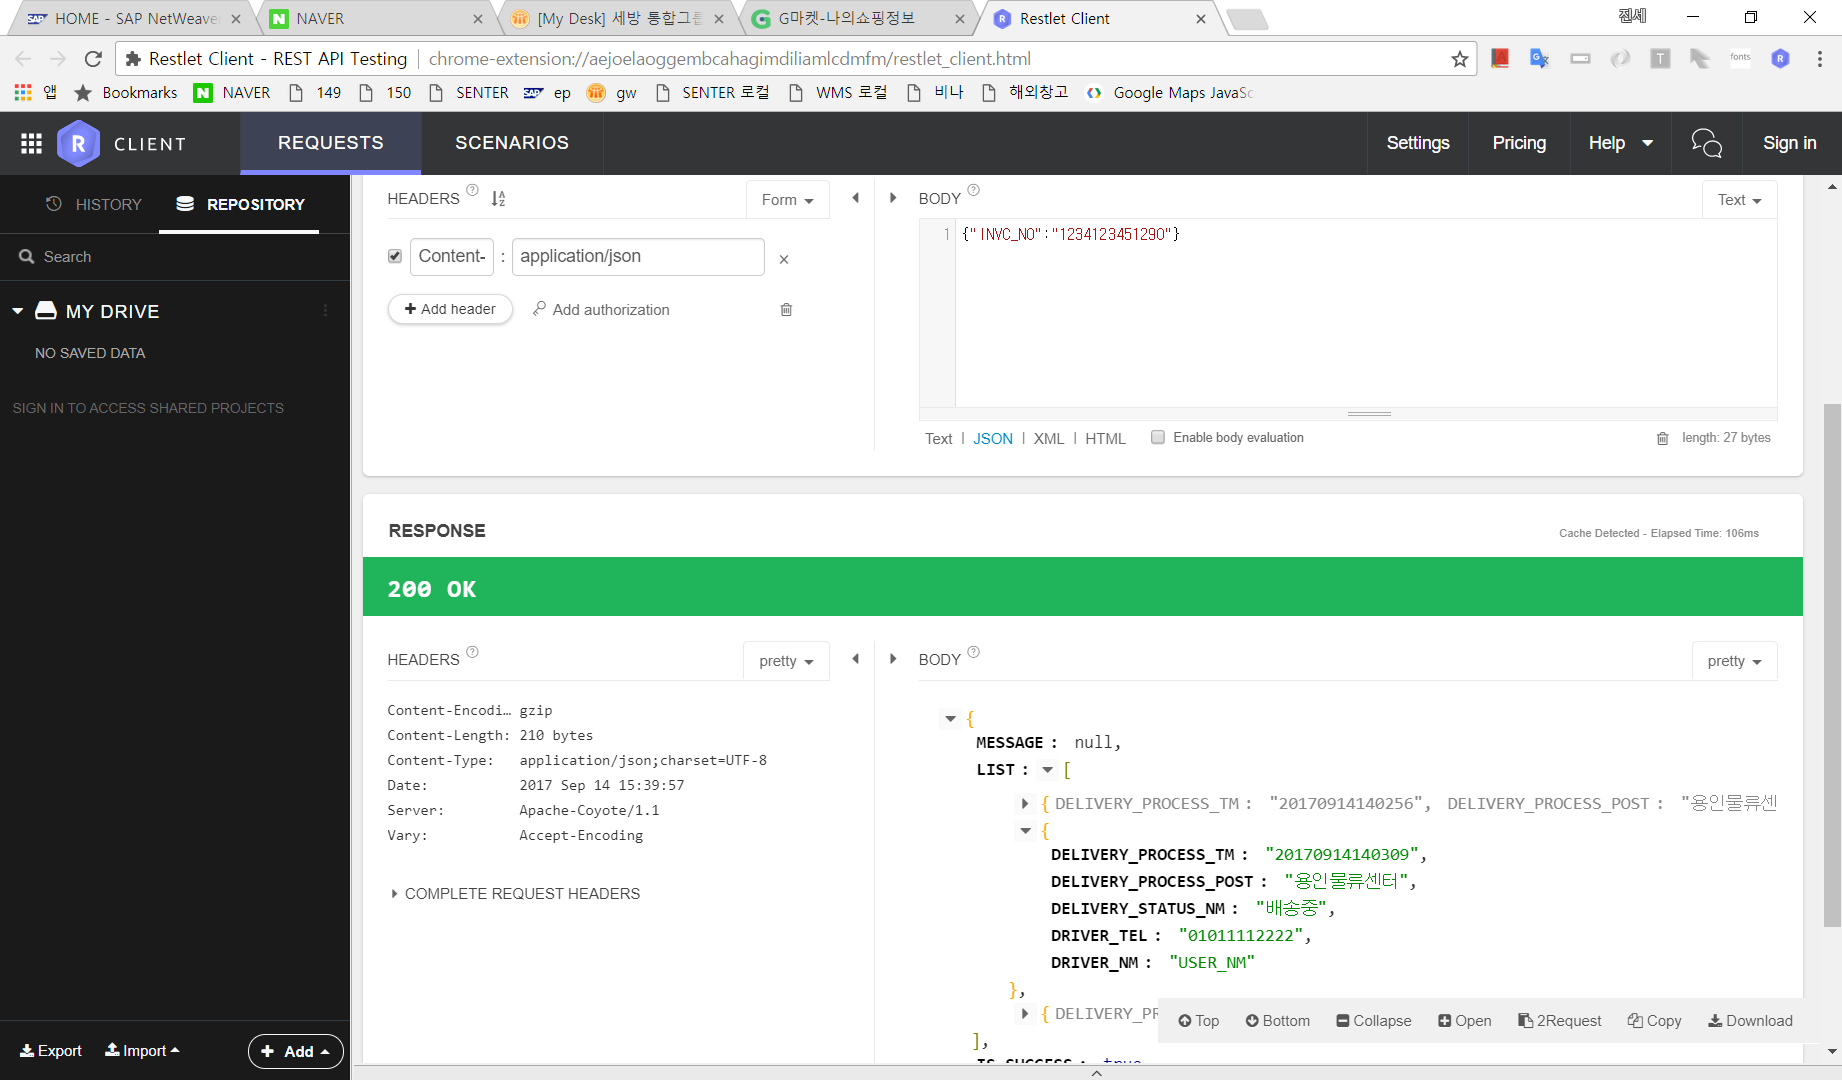 HOME - SAP NetWeaver
NAVER
[My Desk] 세방 통합그룹
G마켓-나의쇼핑정보
Restlet Client
Restlet Client - REST API Testing
chrome-extension://aejoelaoggembcahagimdiliamlcdmfm/restlet_client.html
앱
Bookmarks
NAVER
149
150
SENTER
SAP ep
gw
SENTER 로컬
WMS 로컬
비나
해외창고
Google Maps JavaSc
R CLIENT
REQUESTS
SCENARIOS
Settings
Pricing
Help
Sign in
HISTORY
REPOSITORY
Search
MY DRIVE
NO SAVED DATA
SIGN IN TO ACCESS SHARED PROJECTS
Export
Import
Add
HEADERS
Form
Content- : application/json
Add header
Add authorization
BODY
Text
1 {"INVC_NO":"1234123451290"}
Text | JSON | XML | HTML
Enable body evaluation
length: 27 bytes
RESPONSE
Cache Detected - Elapsed Time: 106ms
200 OK
HEADERS
pretty
Content-Encodi… gzip
Content-Length: 210 bytes
Content-Type: application/json;charset=UTF-8
Date: 2017 Sep 14 15:39:57
Server: Apache-Coyote/1.1
Vary: Accept-Encoding
COMPLETE REQUEST HEADERS
BODY
pretty
{
MESSAGE : null,
LIST : [
{ DELIVERY_PROCESS_TM : "20170914140256", DELIVERY_PROCESS_POST : "용인물류센
{
DELIVERY_PROCESS_TM : "20170914140309",
DELIVERY_PROCESS_POST : "용인물류센터",
DELIVERY_STATUS_NM : "배송중",
DRIVER_TEL : "01011112222",
DRIVER_NM : "USER_NM"
},
{ DELIVERY_PR
],
IS_SUCCESS : true
Top
Bottom
Collapse
Open
2Request
Copy
Download